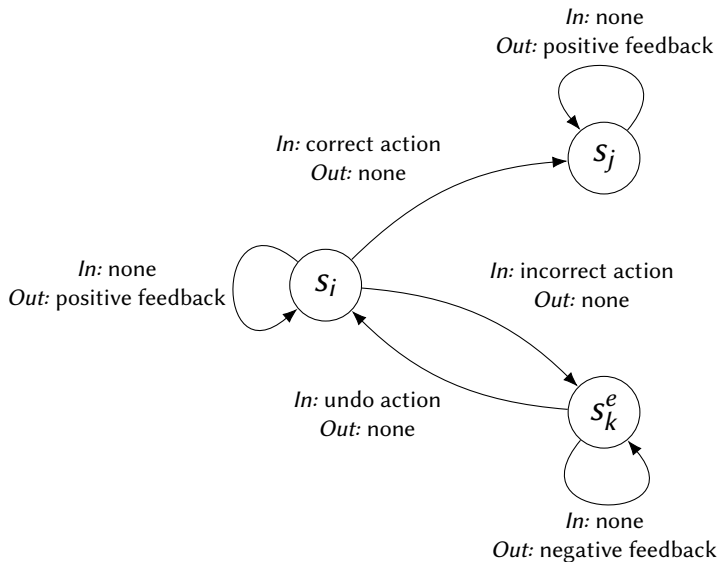 In: none
Out: positive feedback
s_j
In: correct action
Out: none
In: none
Out: positive feedback
s_i
In: incorrect action
Out: none
In: undo action
Out: none
s_k^e
In: none
Out: negative feedback